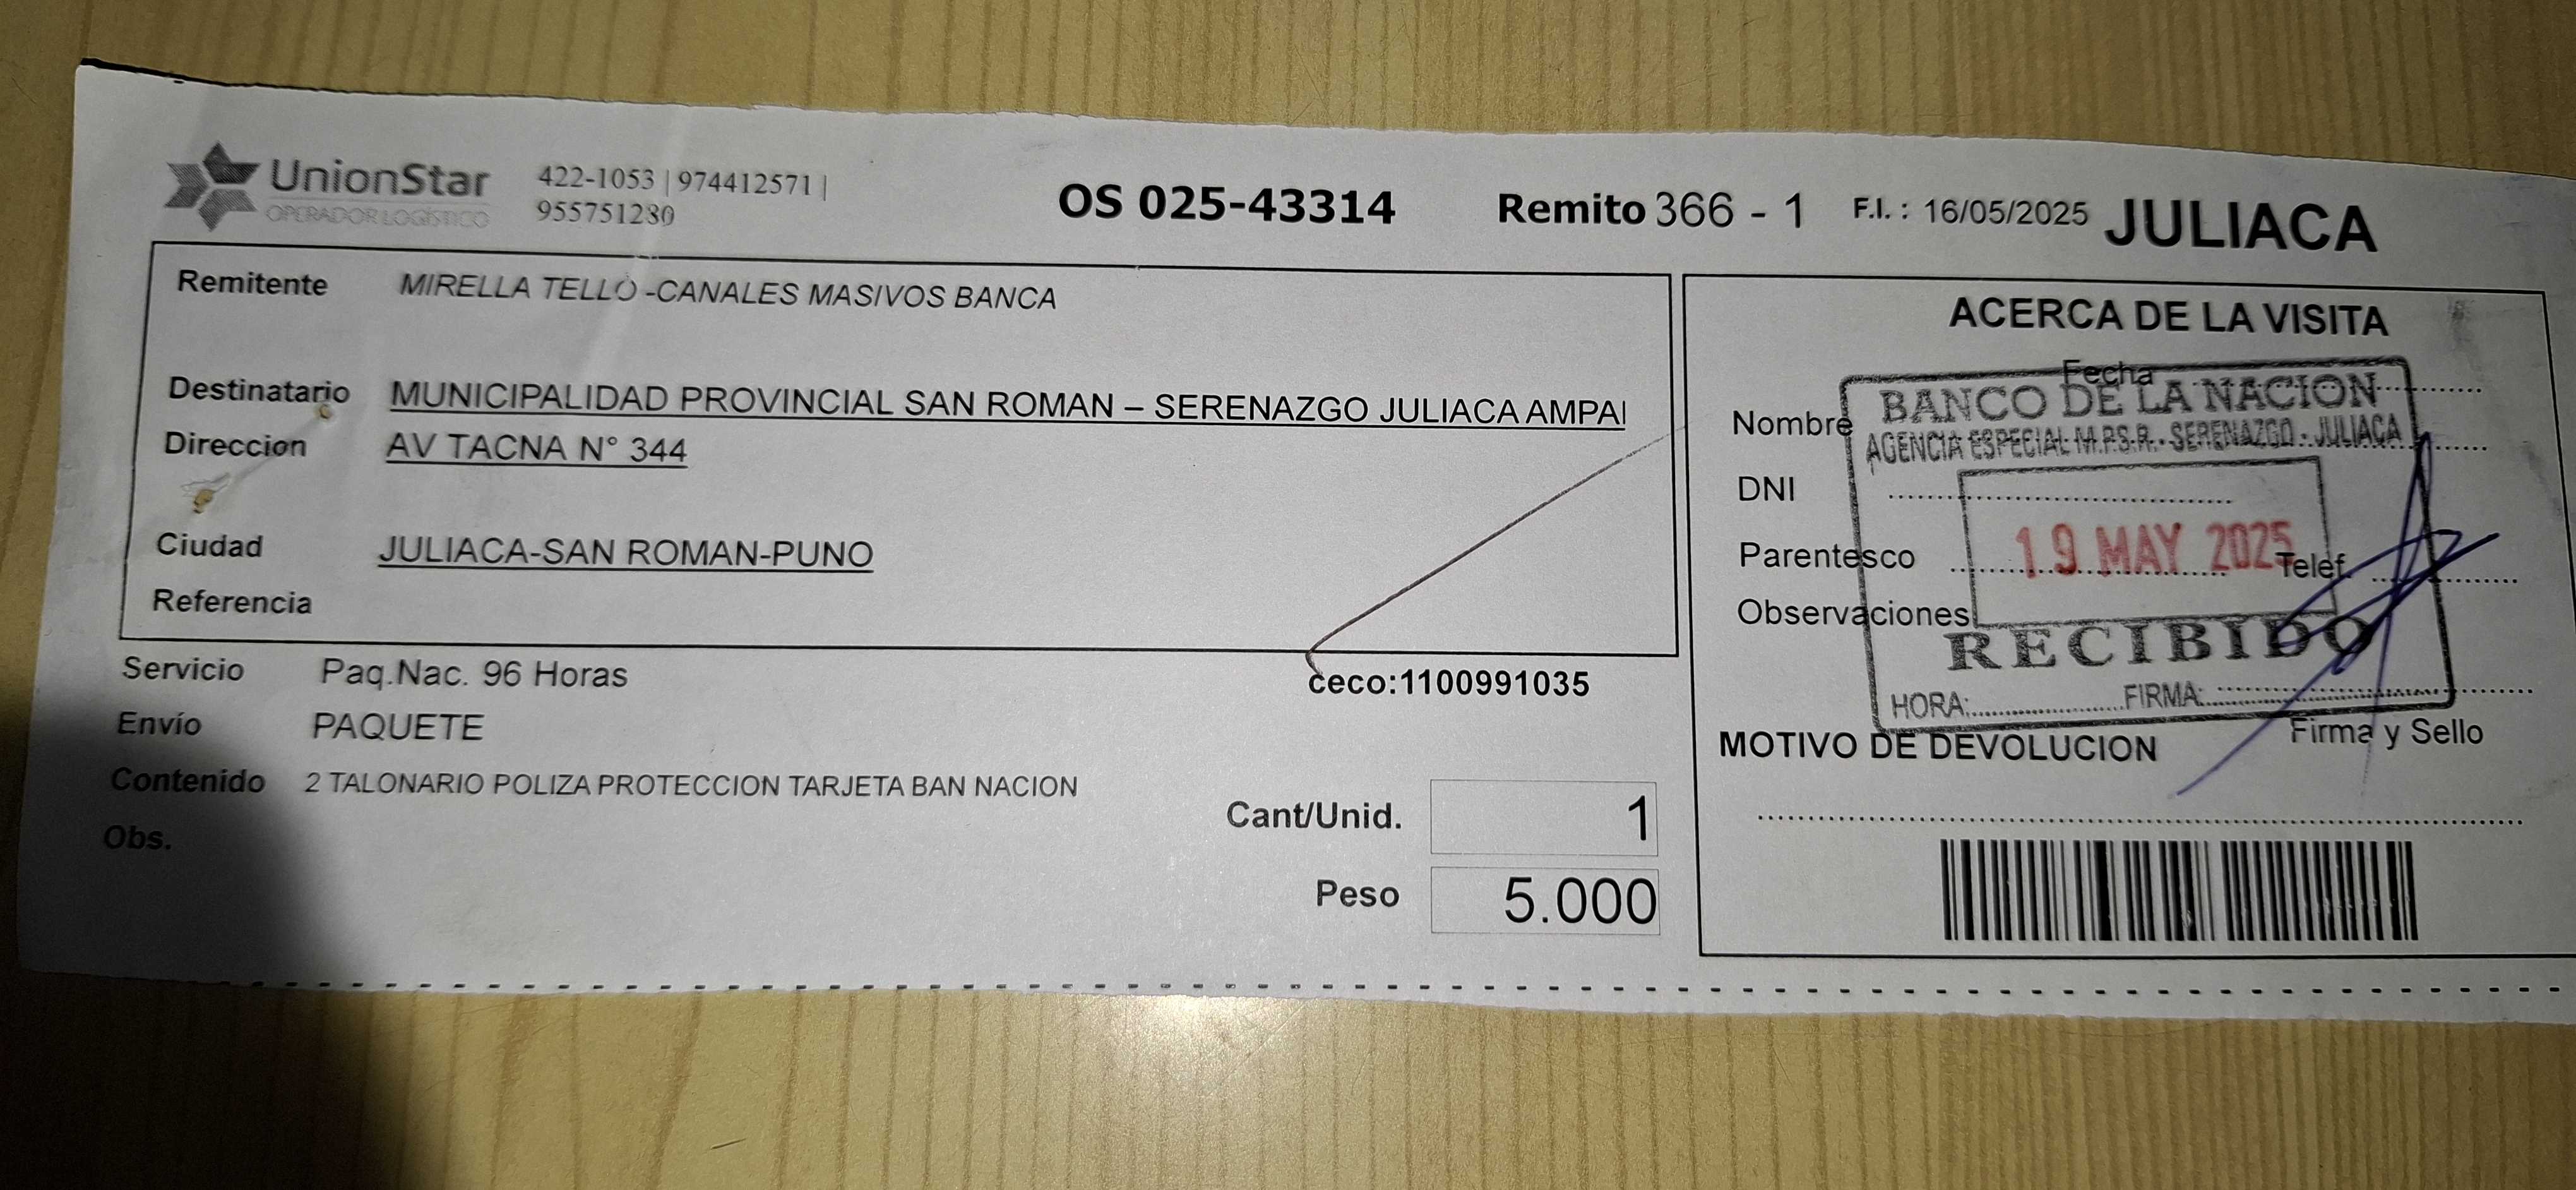 UnionStar
OPERADOR LOGÍSTICO
422-1053 | 974412571 |
955751280
OS 025-43314
Remito 366 - 1
F.I. : 16/05/2025
JULIACA
Remitente MIRELLA TELLO -CANALES MASIVOS BANCA
Destinatario MUNICIPALIDAD PROVINCIAL SAN ROMAN – SERENAZGO JULIACA AMPA
Direccion AV TACNA N° 344
Ciudad JULIACA-SAN ROMAN-PUNO
Referencia
Servicio Paq.Nac. 96 Horas
ceco:1100991035
Envío PAQUETE
Contenido 2 TALONARIO POLIZA PROTECCION TARJETA BAN NACION
Obs.
Cant/Unid. 1
Peso 5.000
ACERCA DE LA VISITA
Fecha
Nombre
DNI
Parentesco
Telef.
Observaciones
BANCO DE LA NACION
AGENCIA ESPECIAL M.P.S.R. - SERENAZGO - JULIACA
19 MAY 2025
RECIBIDO
HORA: FIRMA:
Firma y Sello
MOTIVO DE DEVOLUCION